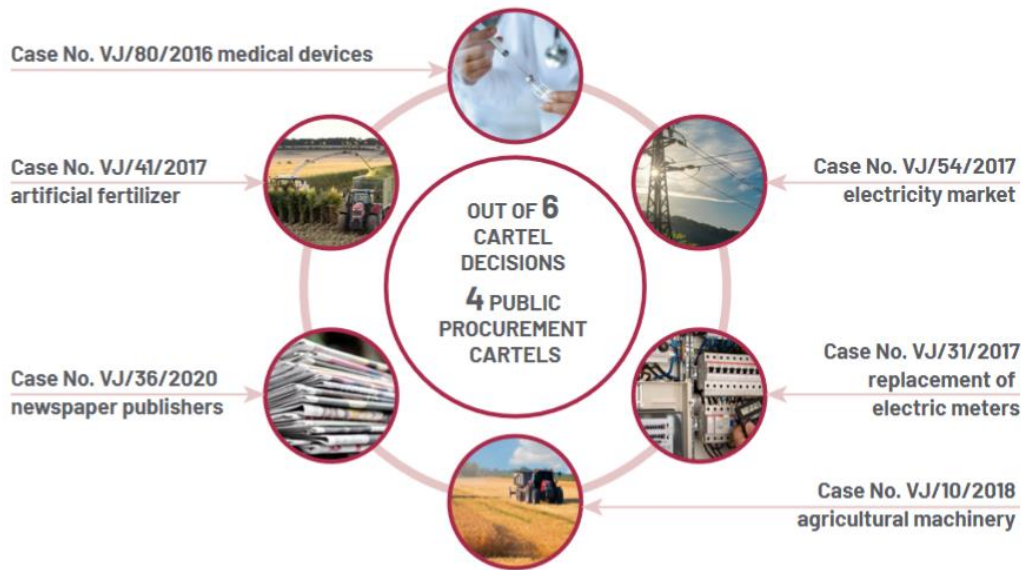 Case No. VJ/80/2016 medical devices
Case No. VJ/41/2017
artificial fertilizer
Case No. VJ/54/2017
electricity market
OUT OF 6
CARTEL
DECISIONS
4 PUBLIC
PROCUREMENT
CARTELS
Case No. VJ/36/2020
newspaper publishers
Case No. VJ/31/2017
replacement of
electric meters
Case No. VJ/10/2018
agricultural machinery